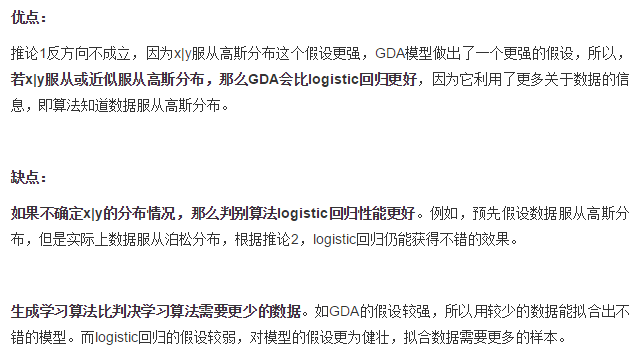 优点：
推论1反方向不成立，因为x|y服从高斯分布这个假设更强，GDA模型做出了一个更强的假设，所以，
若x|y服从或近似服从高斯分布，那么GDA会比logistic回归更好，因为它利用了更多关于数据的信
息，即算法知道数据服从高斯分布。
缺点：
如果不确定x|y的分布情况，那么判别算法logistic回归性能更好。例如，预先假设数据服从高斯分
布，但是实际上数据服从泊松分布，根据推论2，logistic回归仍能获得不错的效果。
生成学习算法比判决学习算法需要更少的数据。如GDA的假设较强，所以用较少的数据能拟合出不
错的模型。而logistic回归的假设较弱，对模型的假设更为健壮，拟合数据需要更多的样本。